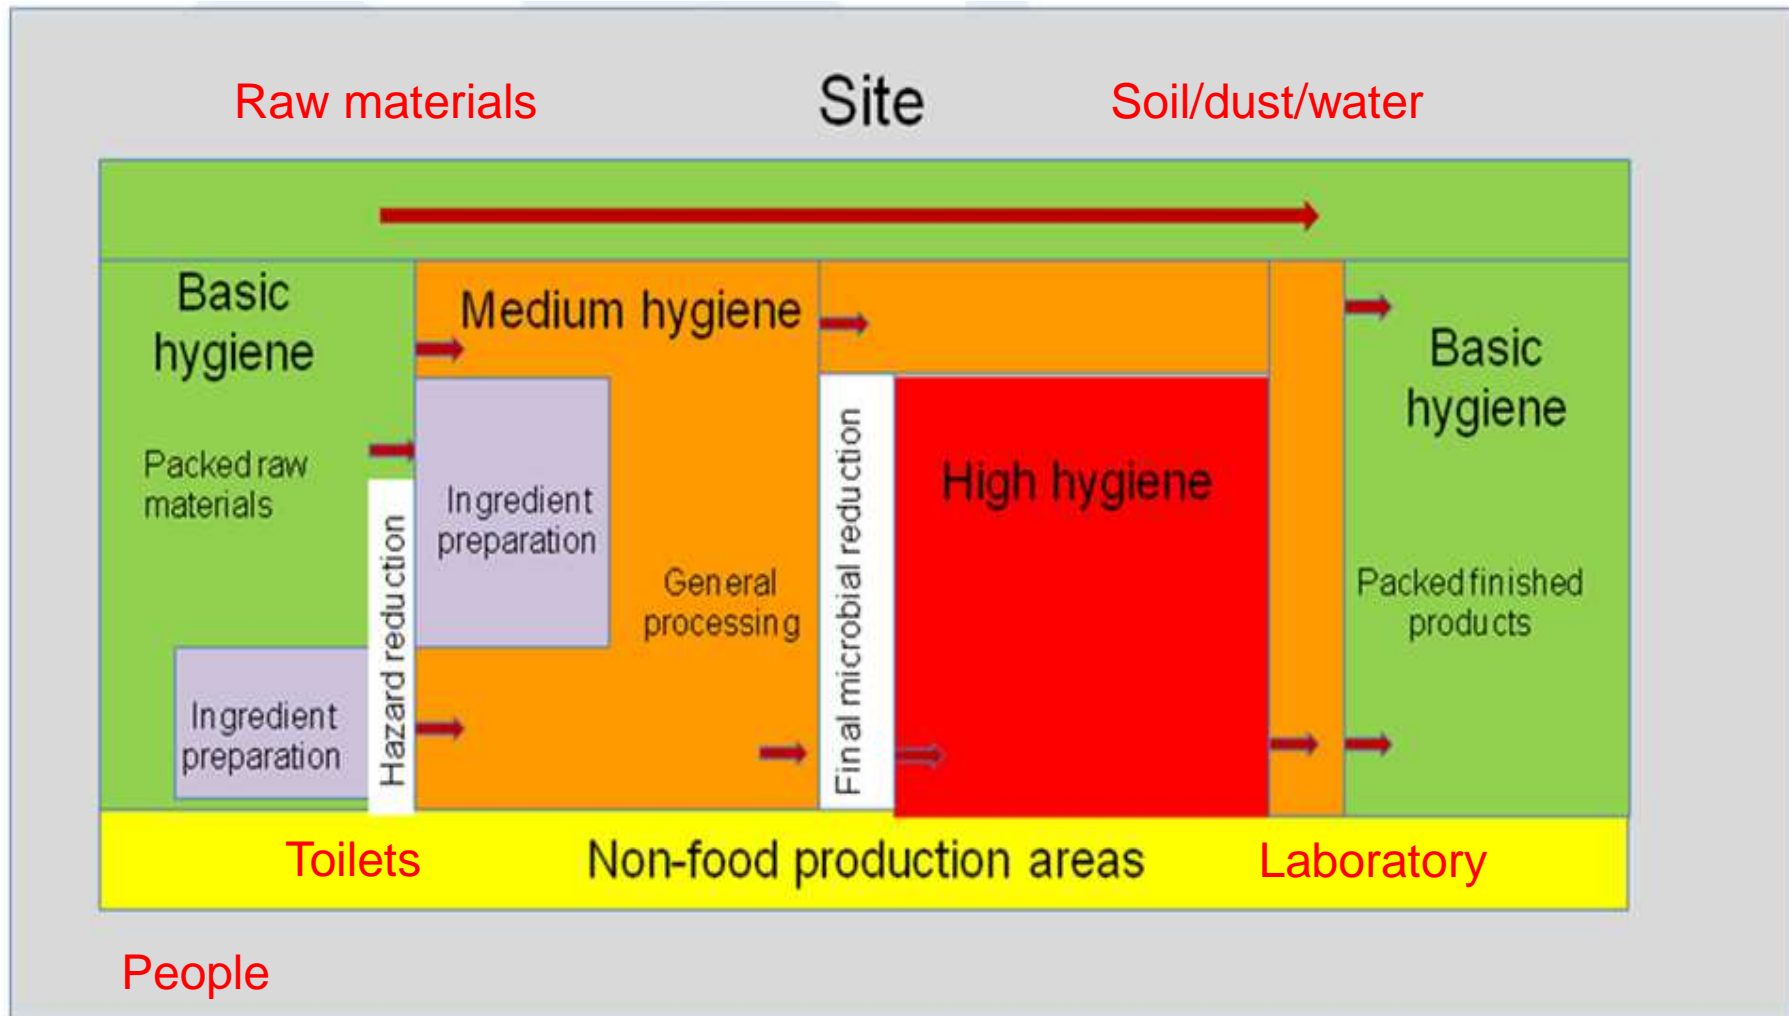 Raw materials
Site
Soil/dust/water
Basic
hygiene
Medium hygiene
Basic
hygiene
Packed raw
materials
Hazard reduction
Ingredient
preparation
Ingredient
preparation
General
processing
Final microbial reduction
High hygiene
Packed finished
products
Toilets
Non-food production areas
Laboratory
People